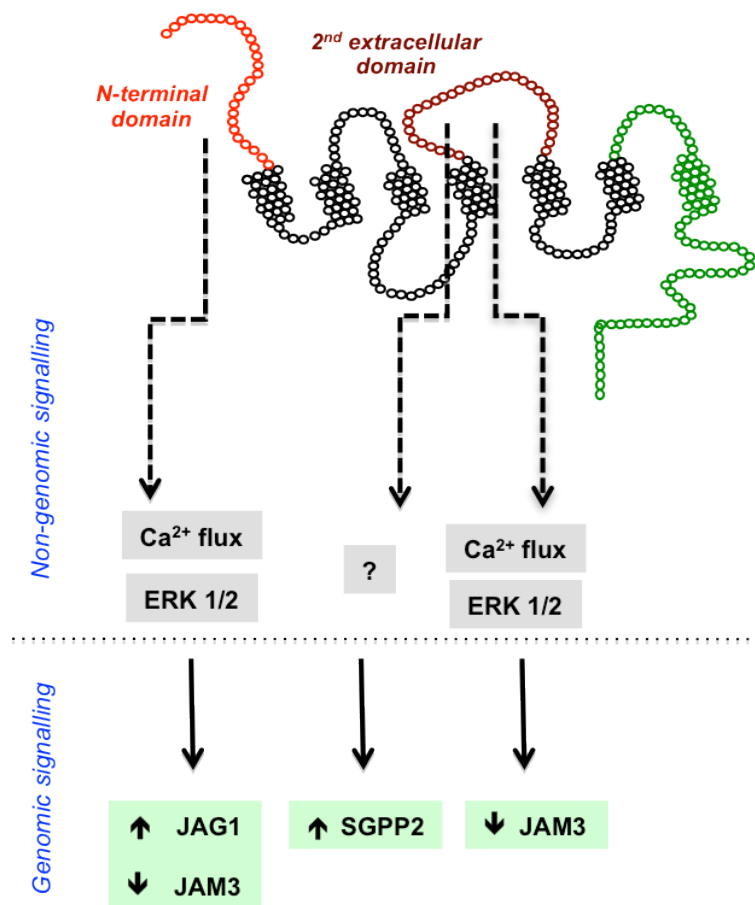 2nd extracellular
domain
N-terminal
domain
Non-genomic signalling
Ca2+ flux
ERK 1/2
?
Ca2+ flux
ERK 1/2
Genomic signalling
↑ JAG1
↓ JAM3
↑ SGPP2
↓ JAM3